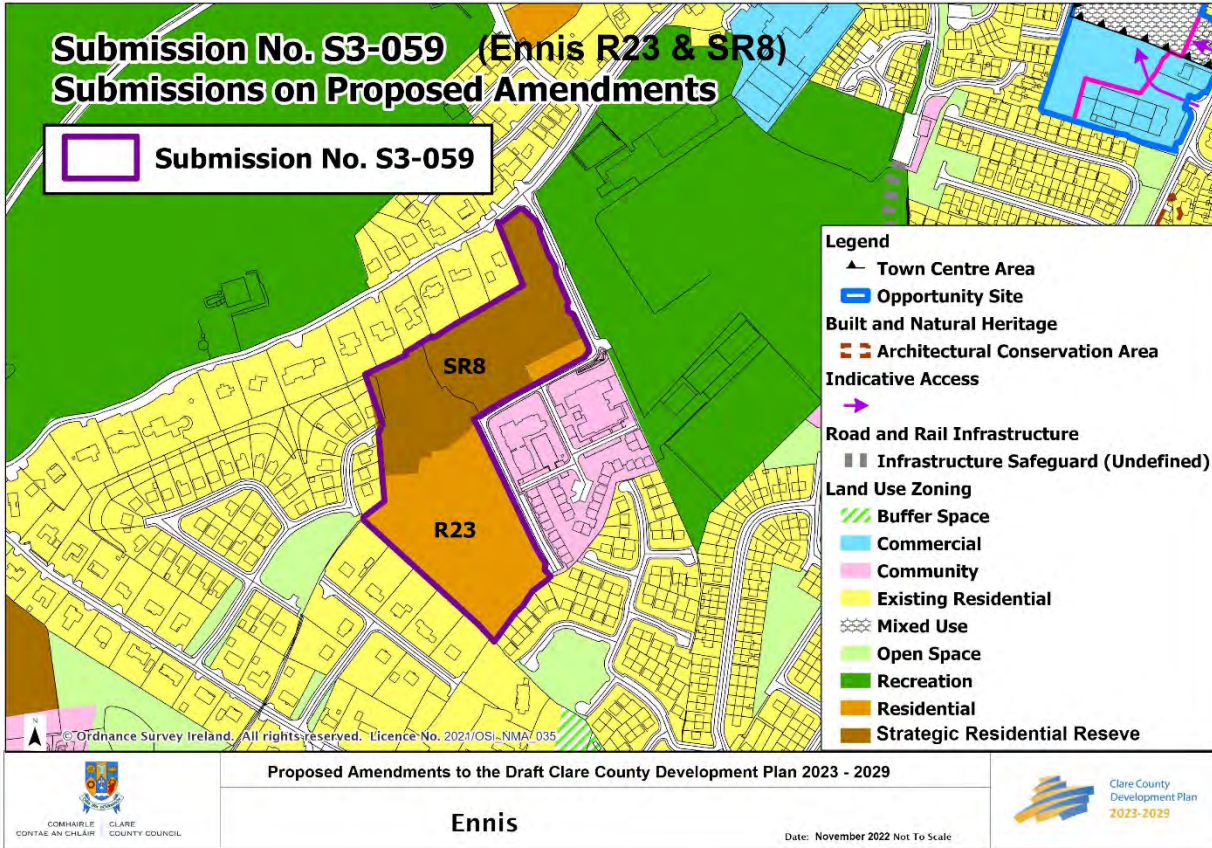 Submission No. S3-059 (Ennis R23 & SR8)
Submissions on Proposed Amendments
Submission No. S3-059
SR8
R23
Legend
Town Centre Area
Opportunity Site
Built and Natural Heritage
Architectural Conservation Area
Indicative Access
Road and Rail Infrastructure
Infrastructure Safeguard (Undefined)
Land Use Zoning
Buffer Space
Commercial
Community
Existing Residential
Mixed Use
Open Space
Recreation
Residential
Strategic Residential Reseve
N
© Ordnance Survey Ireland. All rights reserved. Licence No. 2021/OSi_NMA_035
COMHAIRLE CONTAE AN CHLÁIR
CLARE COUNTY COUNCIL
Proposed Amendments to the Draft Clare County Development Plan 2023 - 2029
Ennis
Date: November 2022 Not To Scale
Clare County
Development Plan
2023-2029